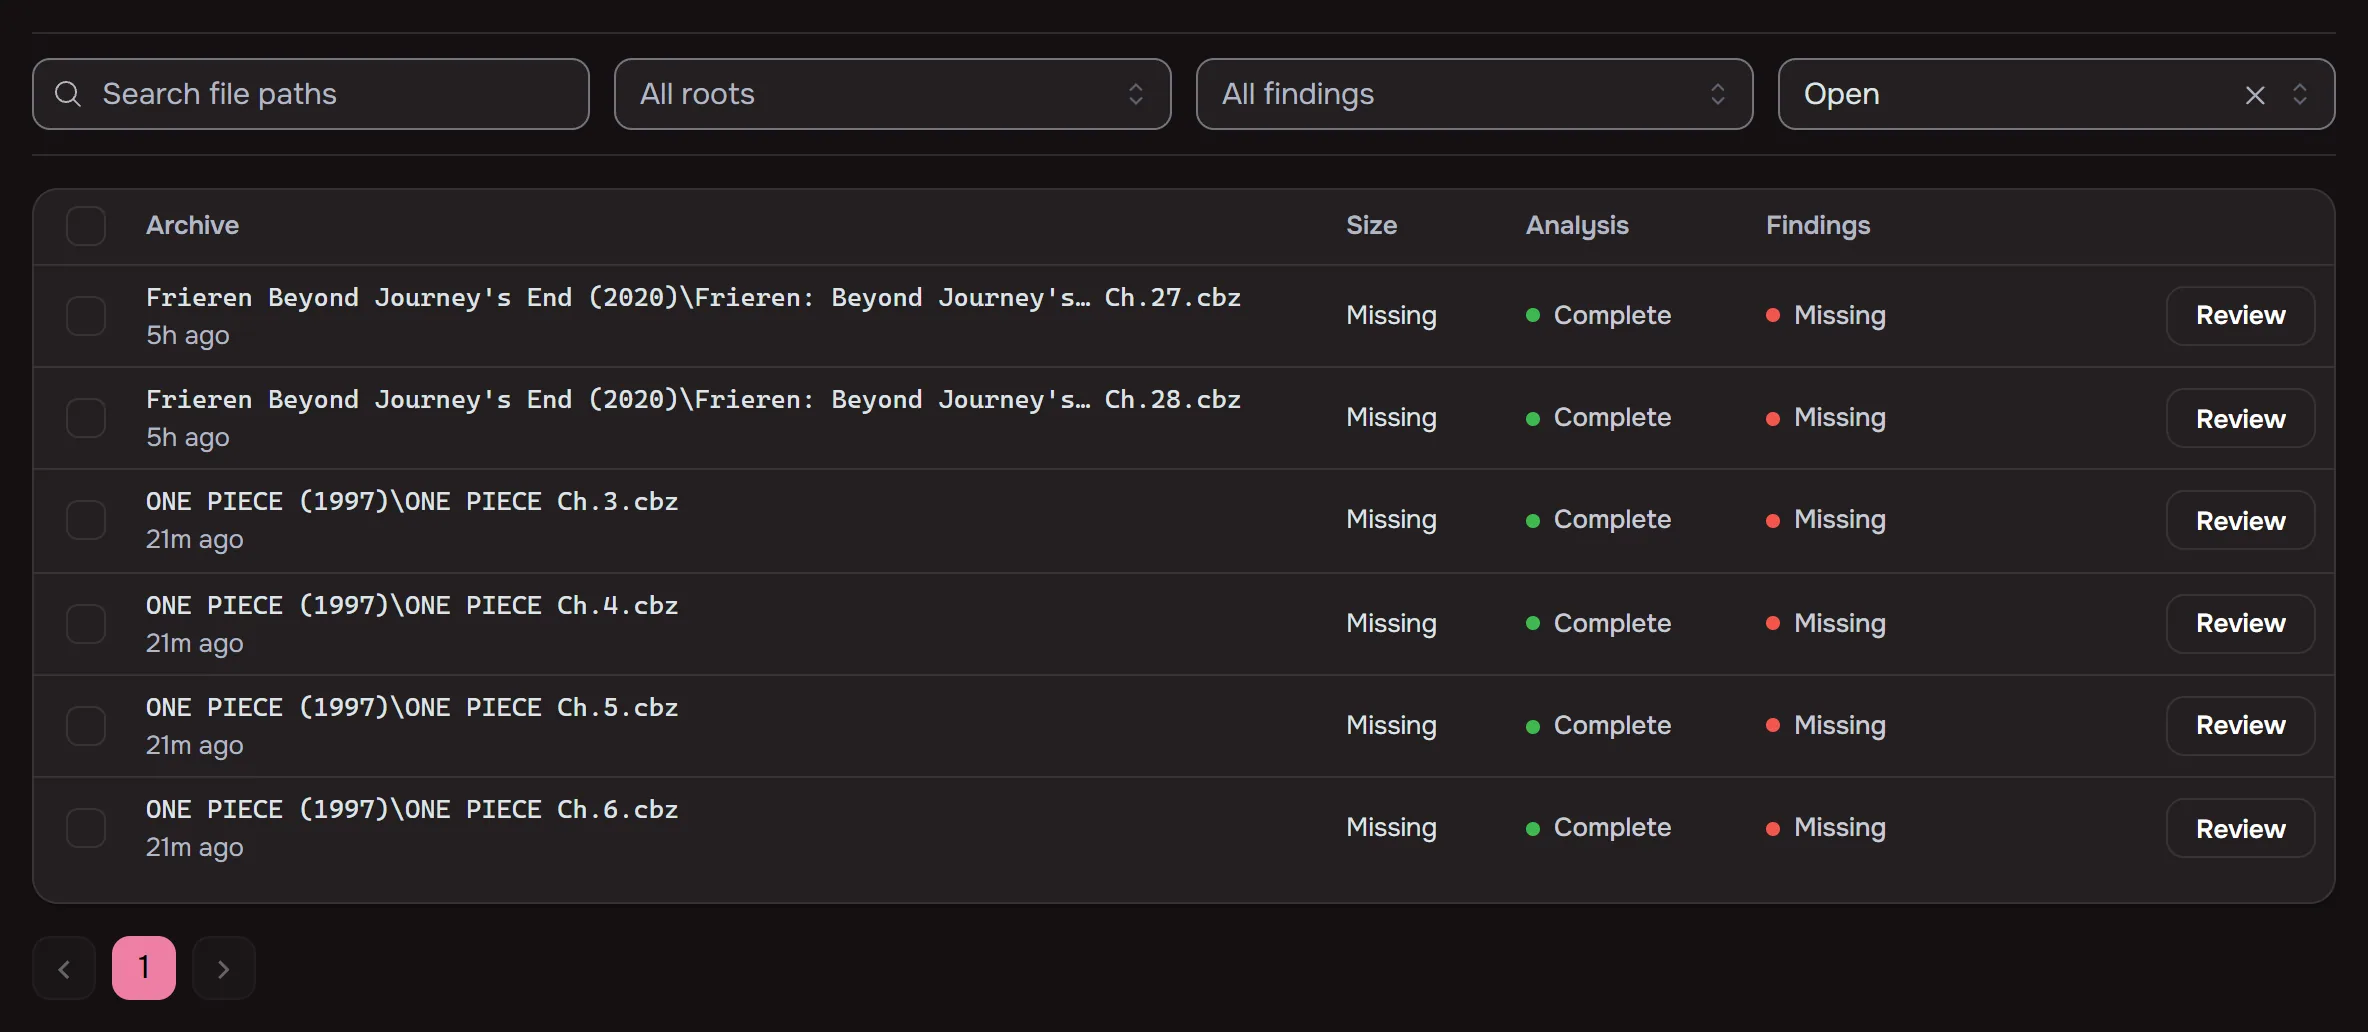 Search file paths
All roots
All findings
Open
Archive Size Analysis Findings
Frieren Beyond Journey's End (2020)\Frieren: Beyond Journey's… Ch.27.cbz
5h ago
Missing Complete Missing Review
Frieren Beyond Journey's End (2020)\Frieren: Beyond Journey's… Ch.28.cbz
5h ago
Missing Complete Missing Review
ONE PIECE (1997)\ONE PIECE Ch.3.cbz
21m ago
Missing Complete Missing Review
ONE PIECE (1997)\ONE PIECE Ch.4.cbz
21m ago
Missing Complete Missing Review
ONE PIECE (1997)\ONE PIECE Ch.5.cbz
21m ago
Missing Complete Missing Review
ONE PIECE (1997)\ONE PIECE Ch.6.cbz
21m ago
Missing Complete Missing Review
1